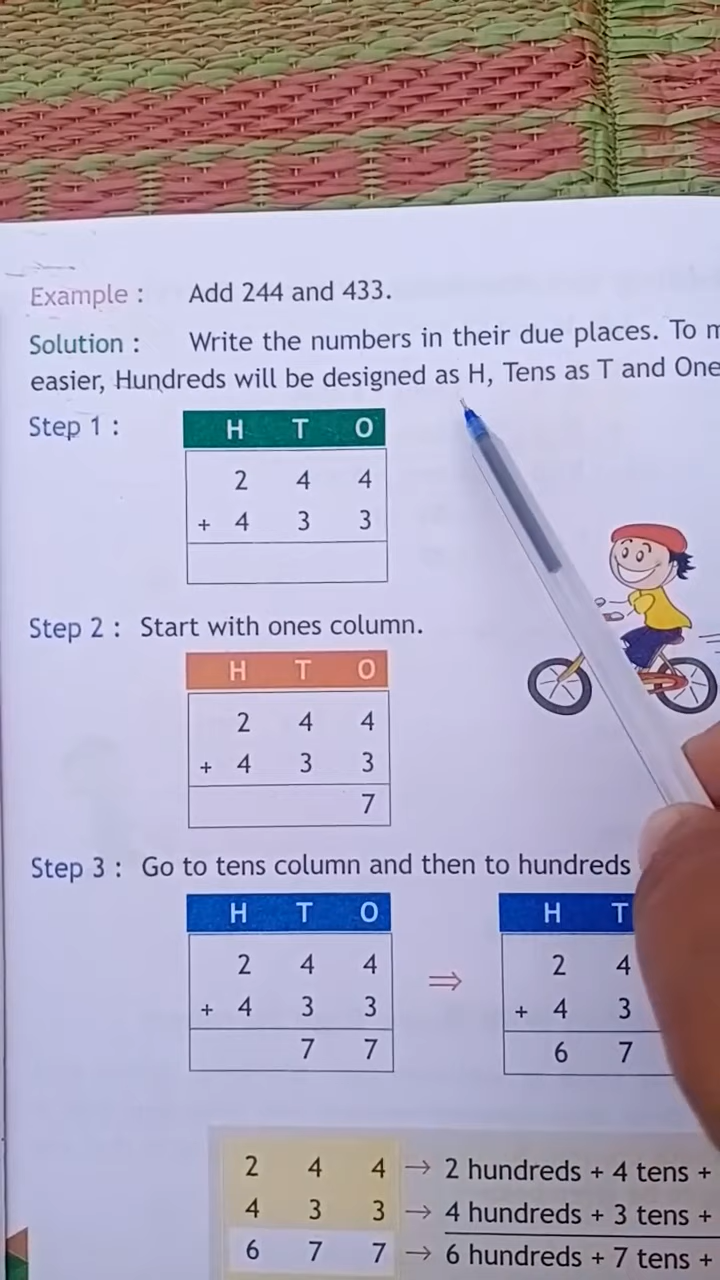 Example : Add 244 and 433.
Solution : Write the numbers in their due places. To
easier, Hundreds will be designed as H, Tens as T and One
Step 1 :
H T O
2 4 4
+ 4 3 3
Step 2 : Start with ones column.
H T O
2 4 4
+ 4 3 3
7
Step 3 : Go to tens column and then to hundreds
H T O
2 4 4
+ 4 3 3
7 7
⇒
H T
2 4
+ 4 3
6 7
2 4 4 → 2 hundreds + 4 tens +
4 3 3 → 4 hundreds + 3 tens +
6 7 7 → 6 hundreds + 7 tens +